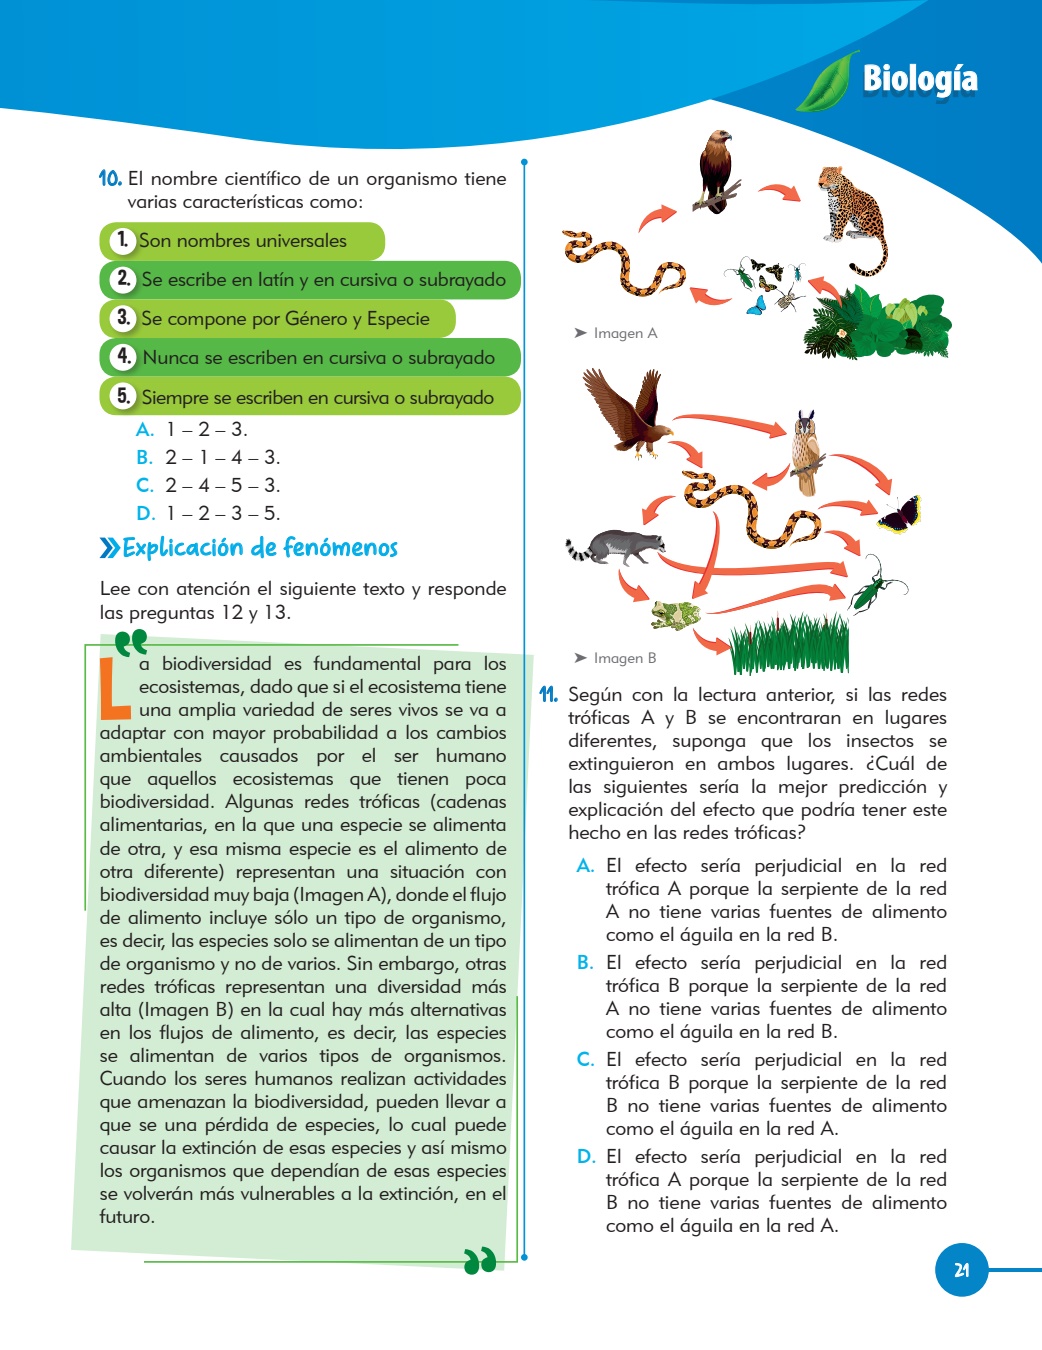 Biología
10. El nombre científico de un organismo tiene
varias características como:
1. Son nombres universales
2. Se escribe en latín y en cursiva o subrayado
3. Se compone por Género y Especie
4. Nunca se escriben en cursiva o subrayado
5. Siempre se escriben en cursiva o subrayado
A. 1 – 2 – 3.
B. 2 – 1 – 4 – 3.
C. 2 – 4 – 5 – 3.
D. 1 – 2 – 3 – 5.
Explicación de fenómenos
Lee con atención el siguiente texto y responde
las preguntas 12 y 13.
“
La biodiversidad es fundamental para los
ecosistemas, dado que si el ecosistema tiene
una amplia variedad de seres vivos se va a
adaptar con mayor probabilidad a los cambios
ambientales causados por el ser humano
que aquellos ecosistemas que tienen poca
biodiversidad. Algunas redes tróficas (cadenas
alimentarias, en la que una especie se alimenta
de otra, y esa misma especie es el alimento de
otra diferente) representan una situación con
biodiversidad muy baja (Imagen A), donde el flujo
de alimento incluye sólo un tipo de organismo,
es decir, las especies solo se alimentan de un tipo
de organismo y no de varios. Sin embargo, otras
redes tróficas representan una diversidad más
alta (Imagen B) en la cual hay más alternativas
en los flujos de alimento, es decir, las especies
se alimentan de varios tipos de organismos.
Cuando los seres humanos realizan actividades
que amenazan la biodiversidad, pueden llevar a
que se una pérdida de especies, lo cual puede
causar la extinción de esas especies y así mismo
los organismos que dependían de esas especies
se volverán más vulnerables a la extinción, en el
futuro.
”
➤ Imagen A
➤ Imagen B
11. Según con la lectura anterior, si las redes
tróficas A y B se encontraran en lugares
diferentes, suponga que los insectos se
extinguieron en ambos lugares. ¿Cuál de
las siguientes sería la mejor predicción y
explicación del efecto que podría tener este
hecho en las redes tróficas?
A. El efecto sería perjudicial en la red
trófica A porque la serpiente de la red
A no tiene varias fuentes de alimento
como el águila en la red B.
B. El efecto sería perjudicial en la red
trófica B porque la serpiente de la red
A no tiene varias fuentes de alimento
como el águila en la red B.
C. El efecto sería perjudicial en la red
trófica B porque la serpiente de la red
B no tiene varias fuentes de alimento
como el águila en la red A.
D. El efecto sería perjudicial en la red
trófica A porque la serpiente de la red
B no tiene varias fuentes de alimento
como el águila en la red A.
21